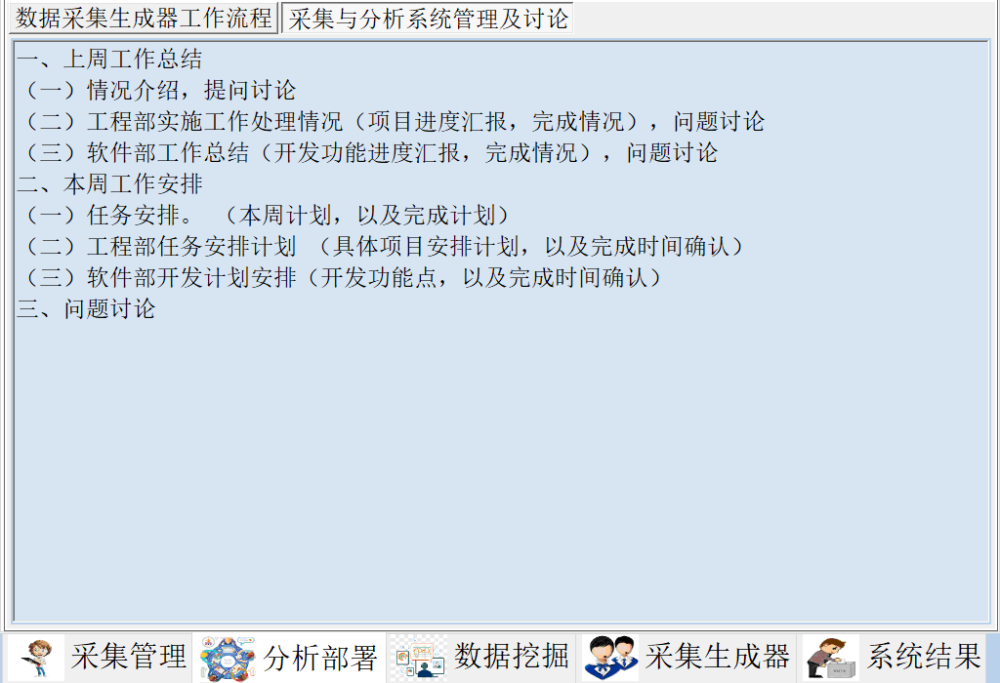 数据采集生成器工作流程 采集与分析系统管理及讨论
一、上周工作总结
（一）情况介绍，提问讨论
（二）工程部实施工作处理情况（项目进度汇报，完成情况），问题讨论
（三）软件部工作总结（开发功能进度汇报，完成情况），问题讨论
二、本周工作安排
（一）任务安排。 （本周计划，以及完成计划）
（二）工程部任务安排计划 （具体项目安排计划，以及完成时间确认）
（三）软件部开发计划安排（开发功能点，以及完成时间确认）
三、问题讨论
采集管理 分析部署 数据挖掘 采集生成器 系统结果